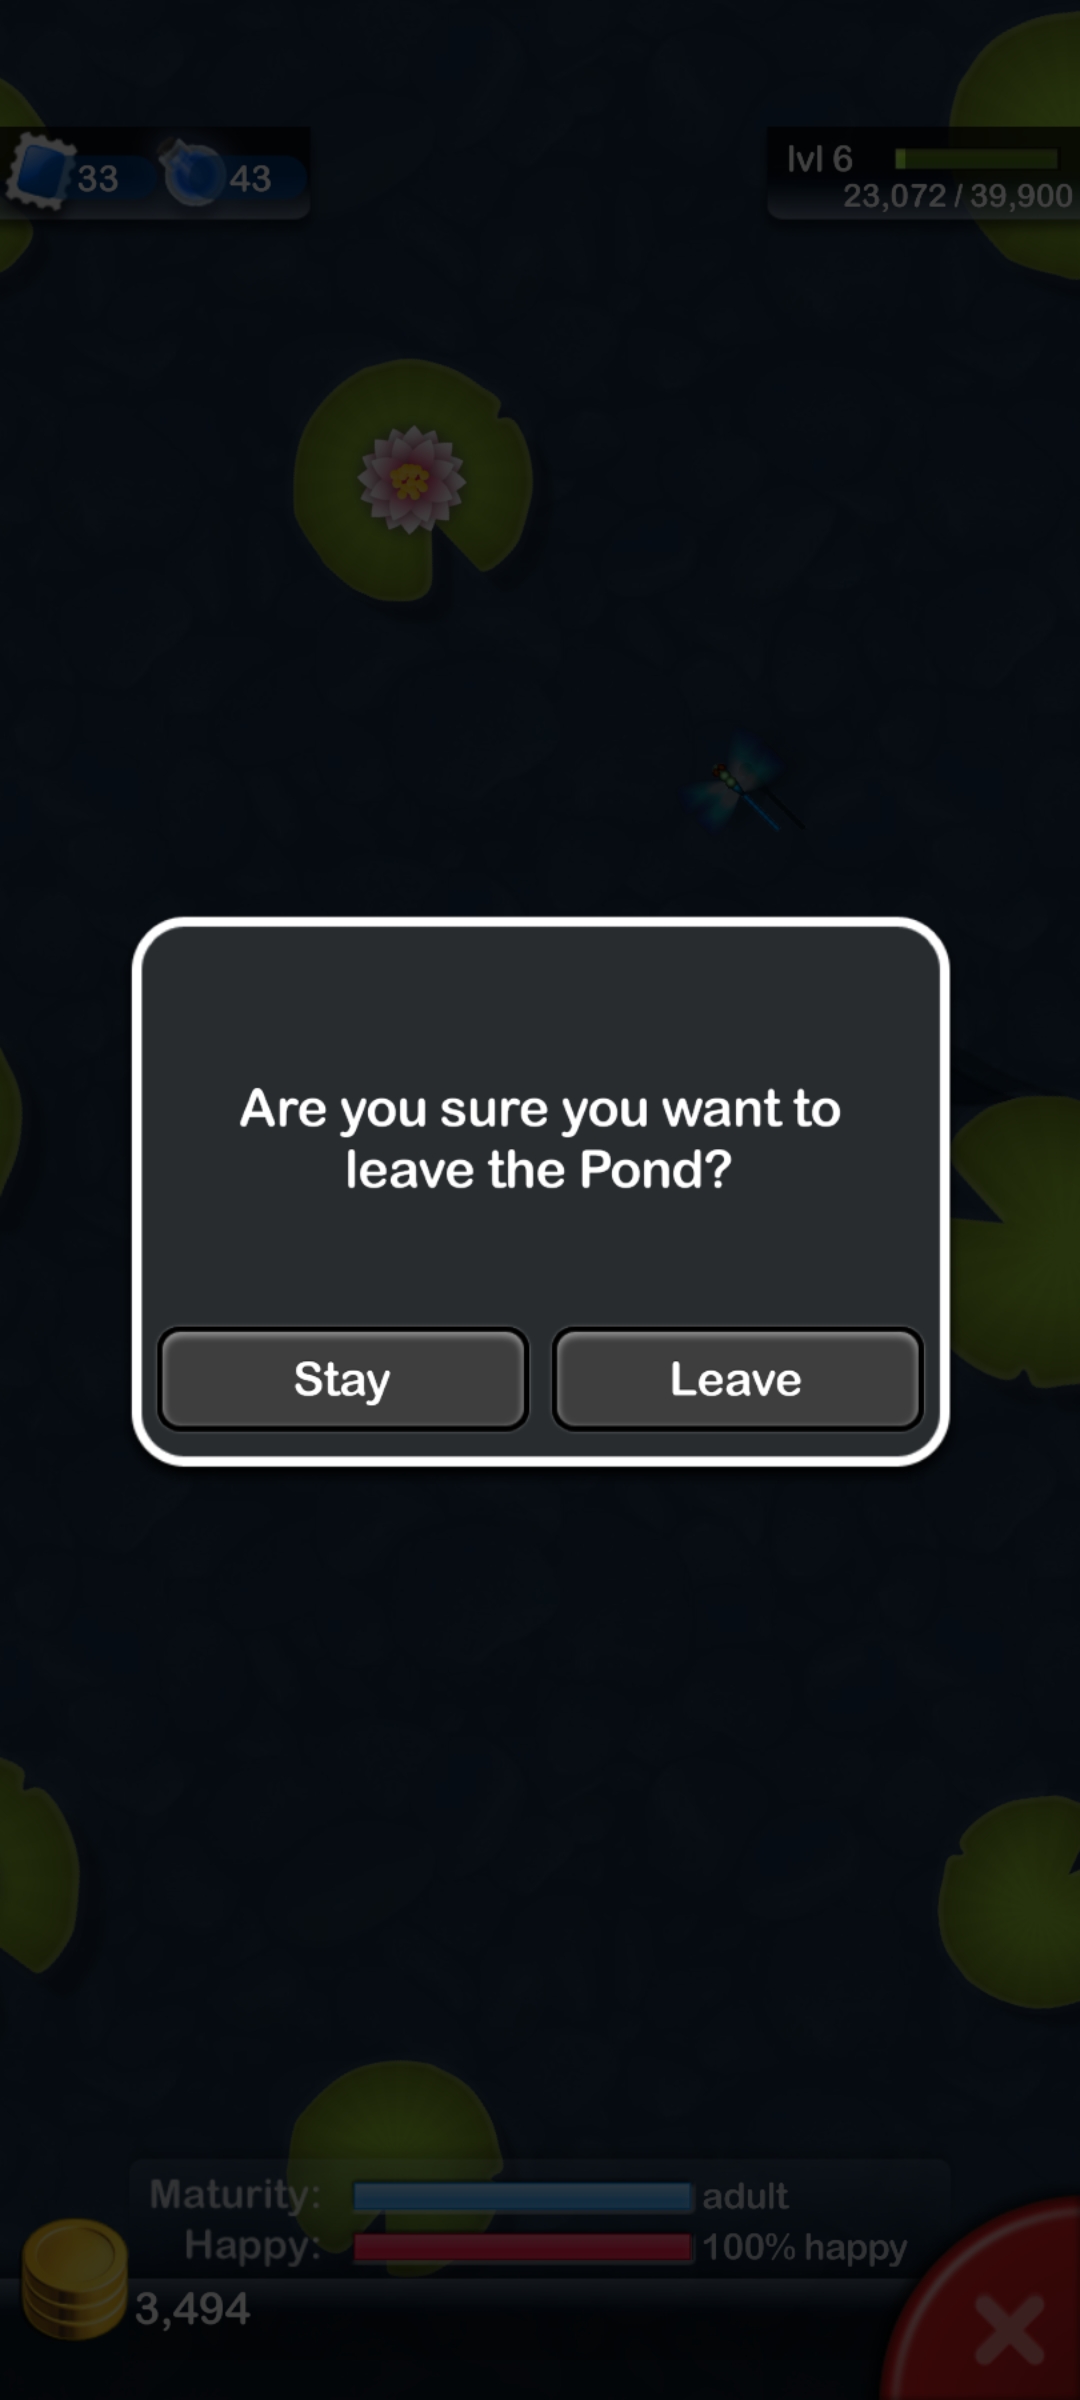 33
43
lvl 6
23,072 / 39,900
Are you sure you want to
leave the Pond?
Stay
Leave
Maturity:
adult
Happy:
100% happy
3,494